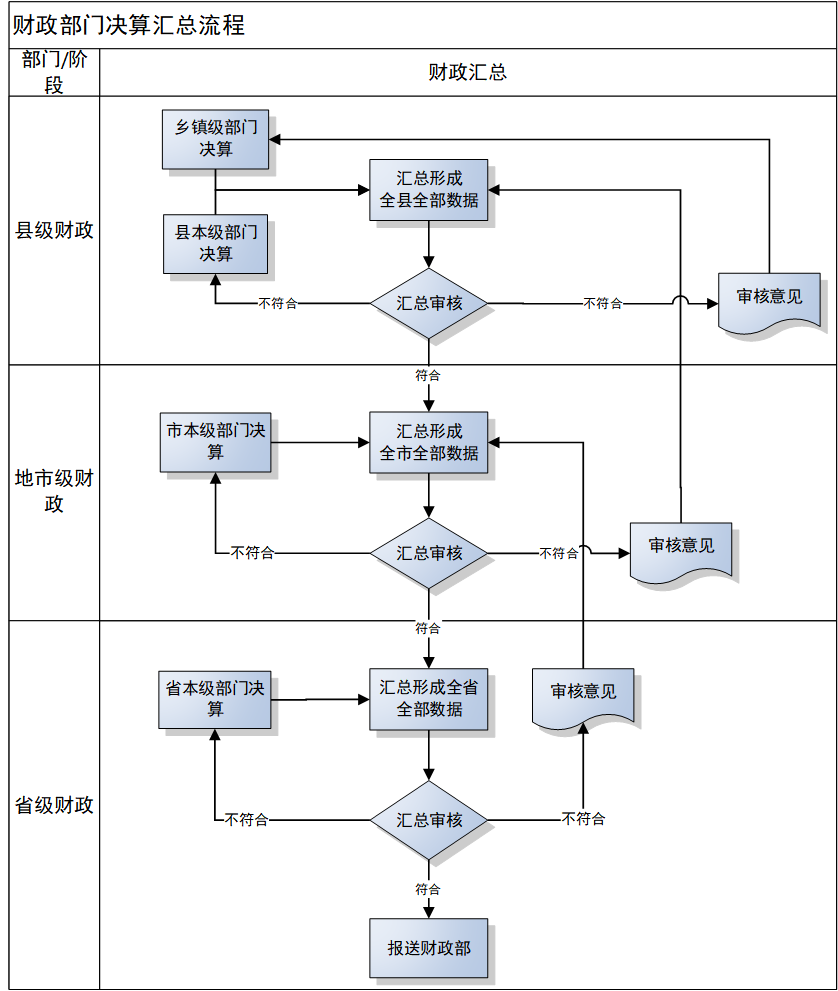 财政部门决算汇总流程
部门/阶
段
财政汇总
县级财政
乡镇级部门
决算
汇总形成
全县全部数据
县本级部门
决算
不符合
汇总审核
不符合
审核意见
符合
地市级财
政
市本级部门决
算
汇总形成
全市全部数据
不符合
汇总审核
不符合
审核意见
符合
省级财政
省本级部门决
算
汇总形成全省
全部数据
审核意见
不符合
汇总审核
不符合
符合
报送财政部